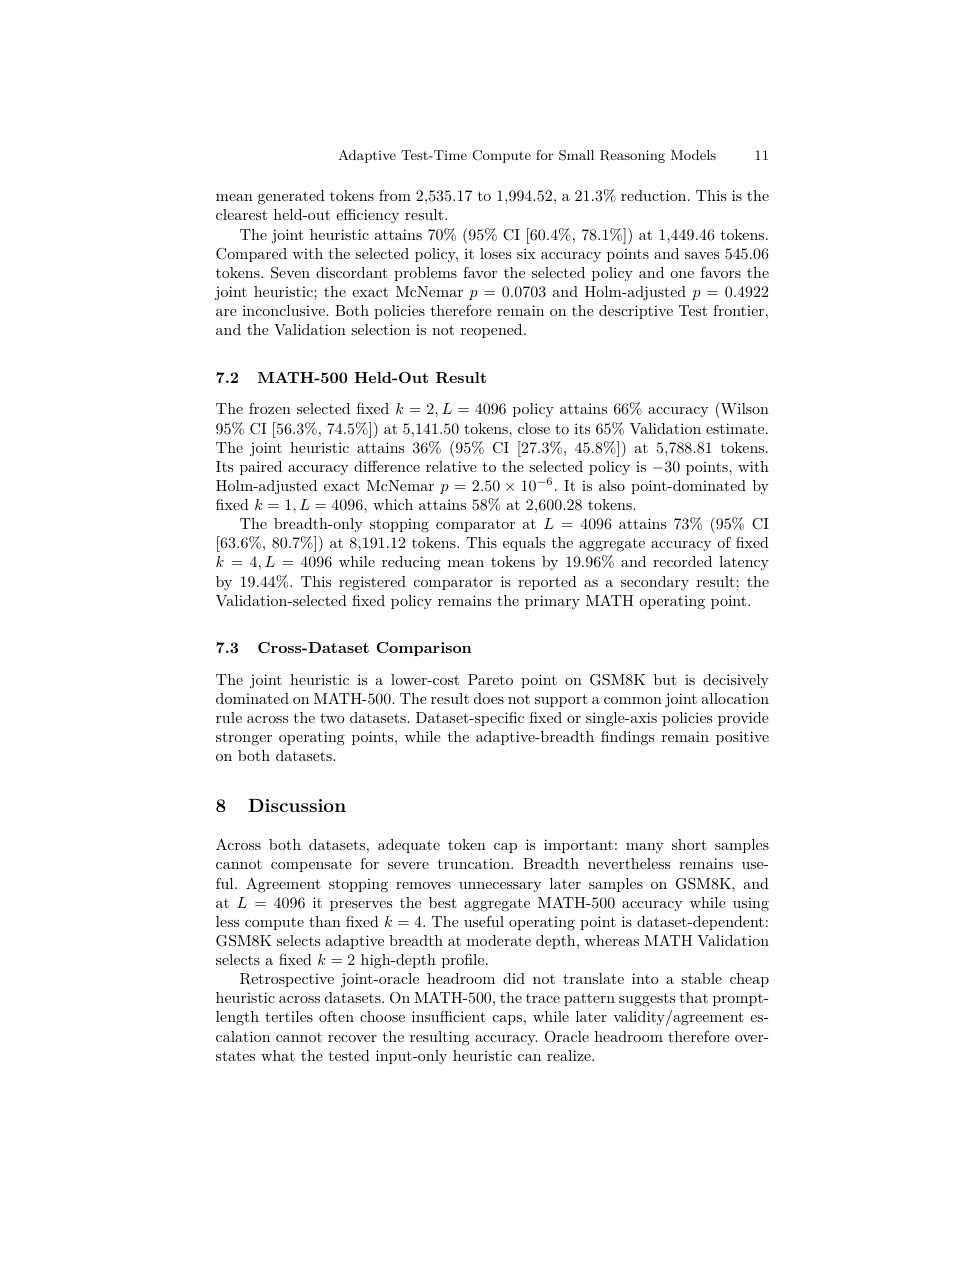 Adaptive Test-Time Compute for Small Reasoning Models 11
mean generated tokens from 2,535.17 to 1,994.52, a 21.3% reduction. This is the
clearest held-out efficiency result.
The joint heuristic attains 70% (95% CI [60.4%, 78.1%]) at 1,449.46 tokens.
Compared with the selected policy, it loses six accuracy points and saves 545.06
tokens. Seven discordant problems favor the selected policy and one favors the
joint heuristic; the exact McNemar p = 0.0703 and Holm-adjusted p = 0.4922
are inconclusive. Both policies therefore remain on the descriptive Test frontier,
and the Validation selection is not reopened.
7.2 MATH-500 Held-Out Result
The frozen selected fixed k = 2, L = 4096 policy attains 66% accuracy (Wilson
95% CI [56.3%, 74.5%]) at 5,141.50 tokens, close to its 65% Validation estimate.
The joint heuristic attains 36% (95% CI [27.3%, 45.8%]) at 5,788.81 tokens.
Its paired accuracy difference relative to the selected policy is −30 points, with
Holm-adjusted exact McNemar p = 2.50 × 10⁻⁶. It is also point-dominated by
fixed k = 1, L = 4096, which attains 58% at 2,600.28 tokens.
The breadth-only stopping comparator at L = 4096 attains 73% (95% CI
[63.6%, 80.7%]) at 8,191.12 tokens. This equals the aggregate accuracy of fixed
k = 4, L = 4096 while reducing mean tokens by 19.96% and recorded latency
by 19.44%. This registered comparator is reported as a secondary result; the
Validation-selected fixed policy remains the primary MATH operating point.
7.3 Cross-Dataset Comparison
The joint heuristic is a lower-cost Pareto point on GSM8K but is decisively
dominated on MATH-500. The result does not support a common joint allocation
rule across the two datasets. Dataset-specific fixed or single-axis policies provide
stronger operating points, while the adaptive-breadth findings remain positive
on both datasets.
8 Discussion
Across both datasets, adequate token cap is important: many short samples
cannot compensate for severe truncation. Breadth nevertheless remains use-
ful. Agreement stopping removes unnecessary later samples on GSM8K, and
at L = 4096 it preserves the best aggregate MATH-500 accuracy while using
less compute than fixed k = 4. The useful operating point is dataset-dependent:
GSM8K selects adaptive breadth at moderate depth, whereas MATH Validation
selects a fixed k = 2 high-depth profile.
Retrospective joint-oracle headroom did not translate into a stable cheap
heuristic across datasets. On MATH-500, the trace pattern suggests that prompt-
length tertiles often choose insufficient caps, while later validity/agreement es-
calation cannot recover the resulting accuracy. Oracle headroom therefore over-
states what the tested input-only heuristic can realize.